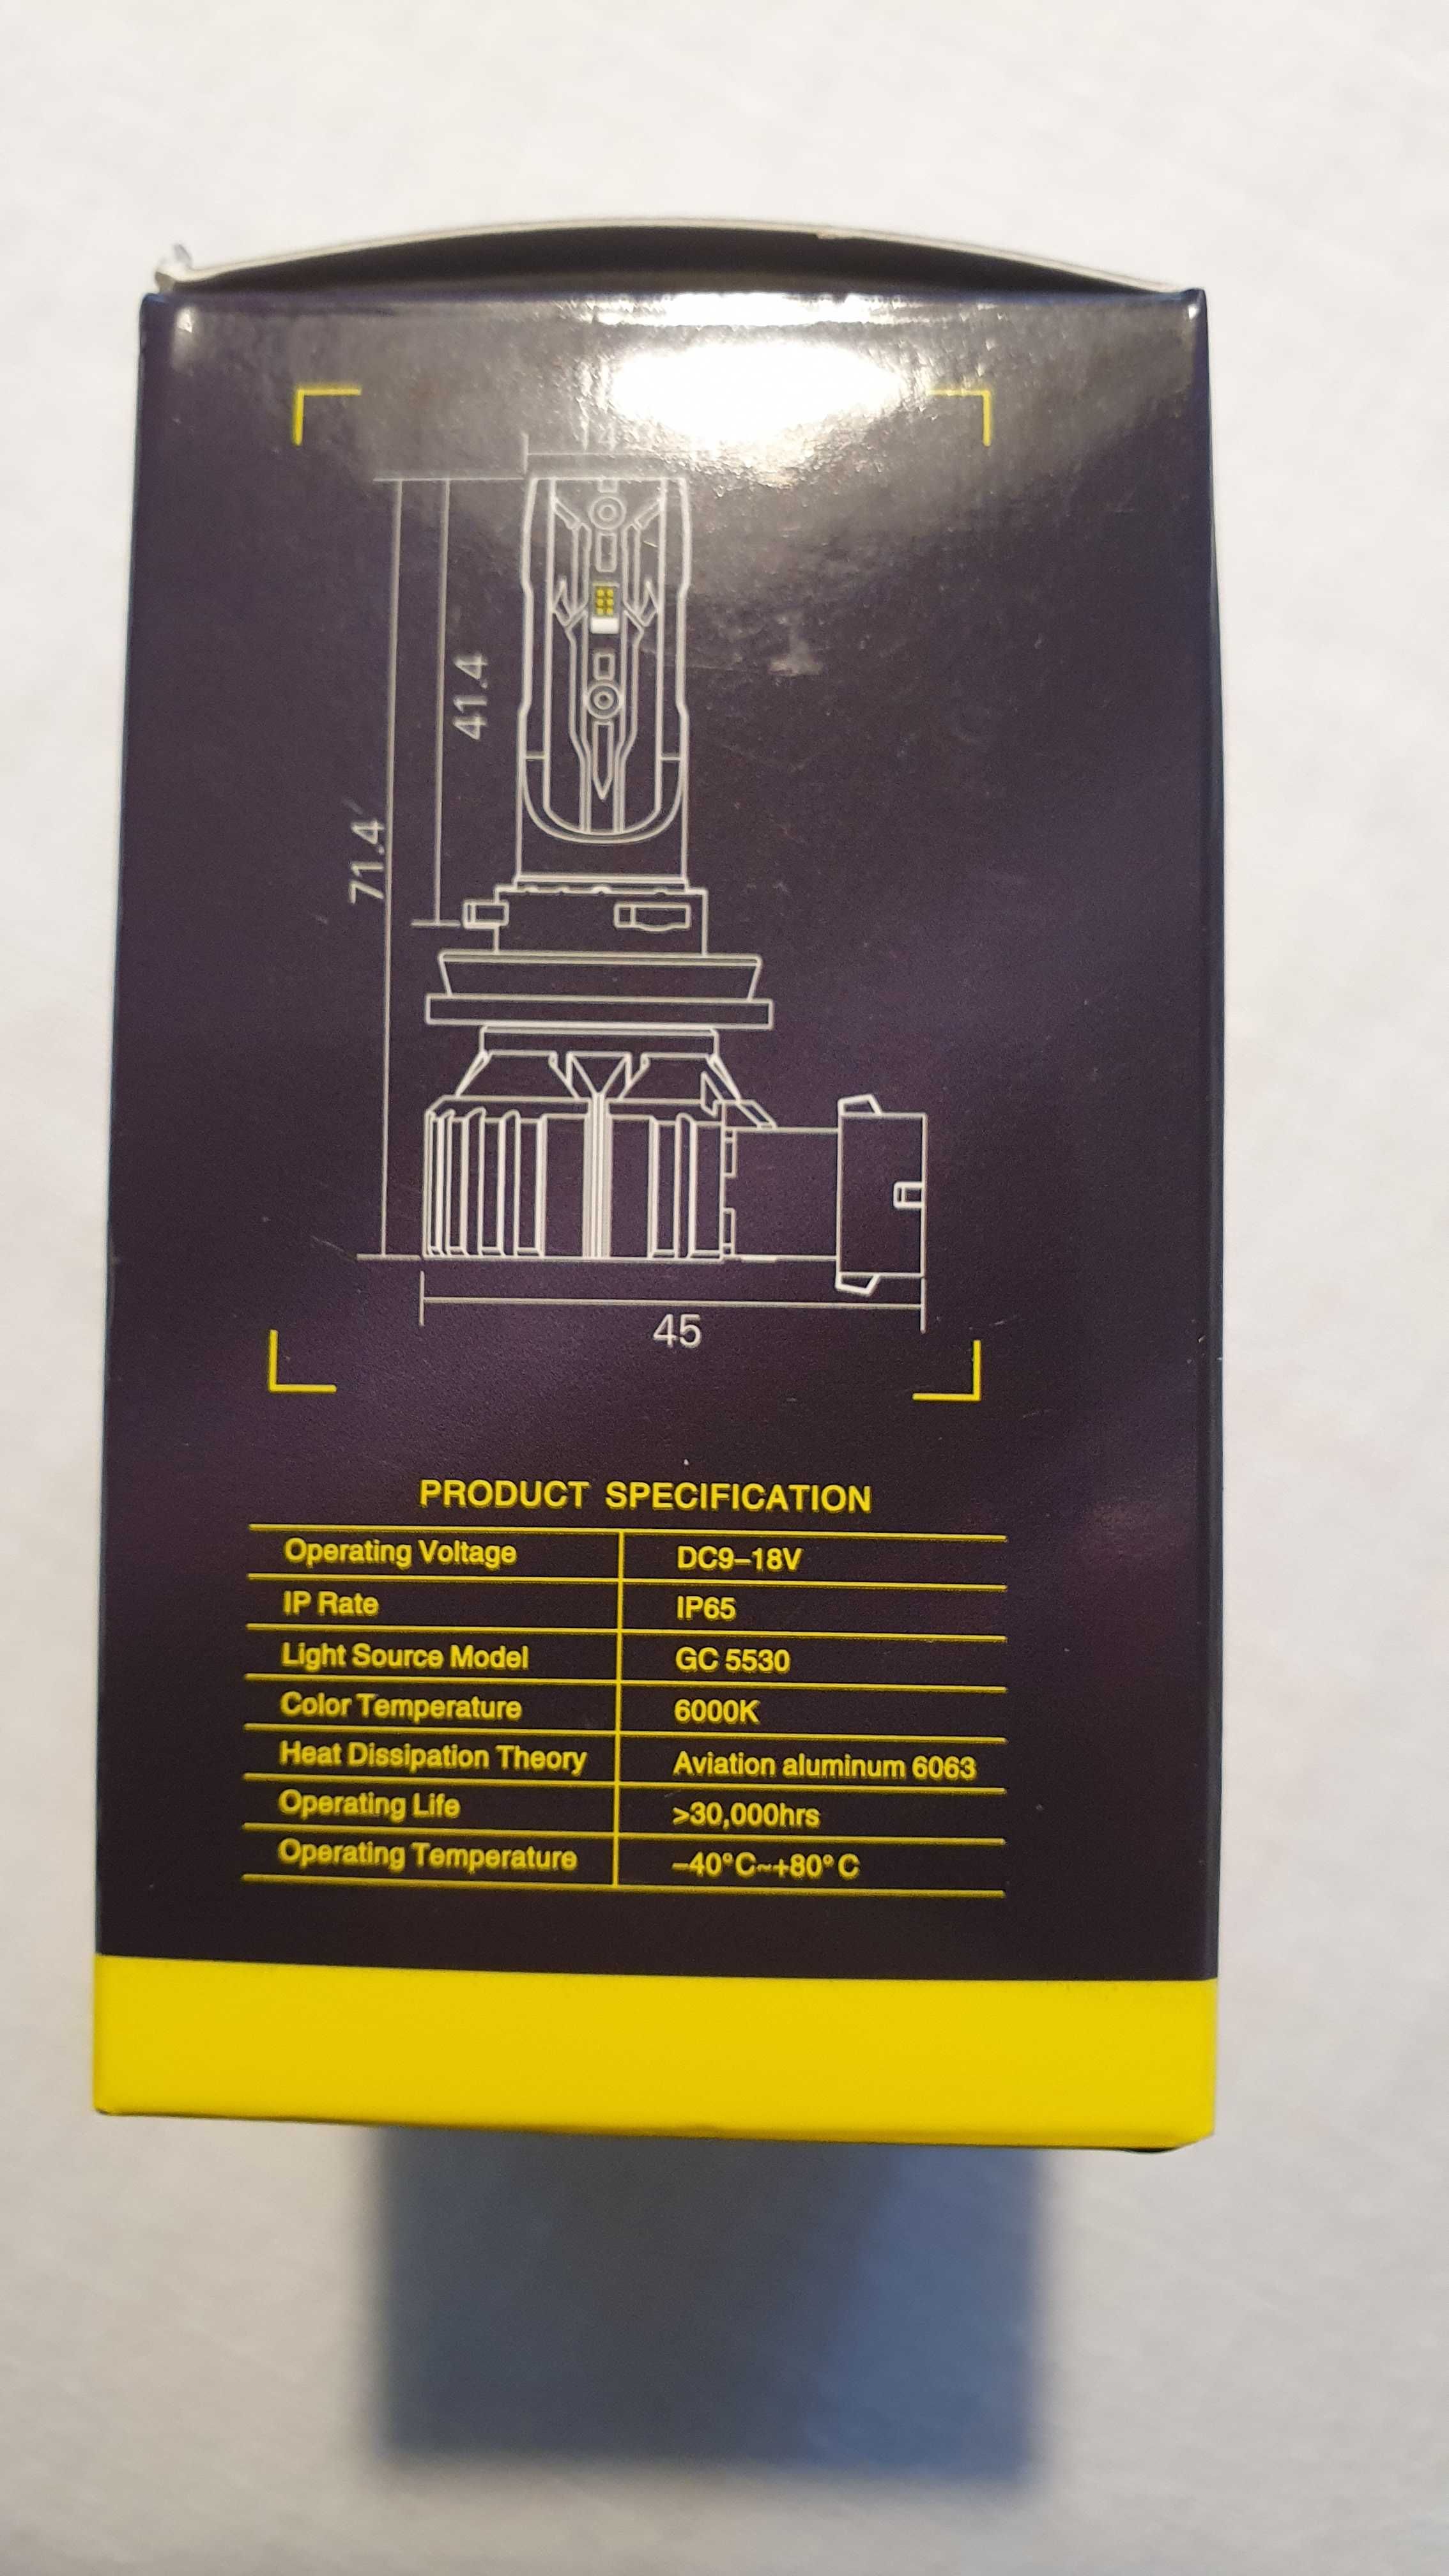 41.4
71.4
45
PRODUCT SPECIFICATION
Operating Voltage DC9–18V
IP Rate IP65
Light Source Model GC 5530
Color Temperature 6000K
Heat Dissipation Theory Aviation aluminum 6063
Operating Life >30,000hrs
Operating Temperature –40°C~+80°C